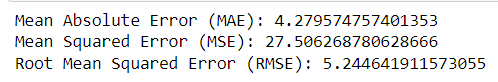 Mean Absolute Error (MAE): 4.279574757401353
Mean Squared Error (MSE): 27.506268780628666
Root Mean Squared Error (RMSE): 5.244641911573055